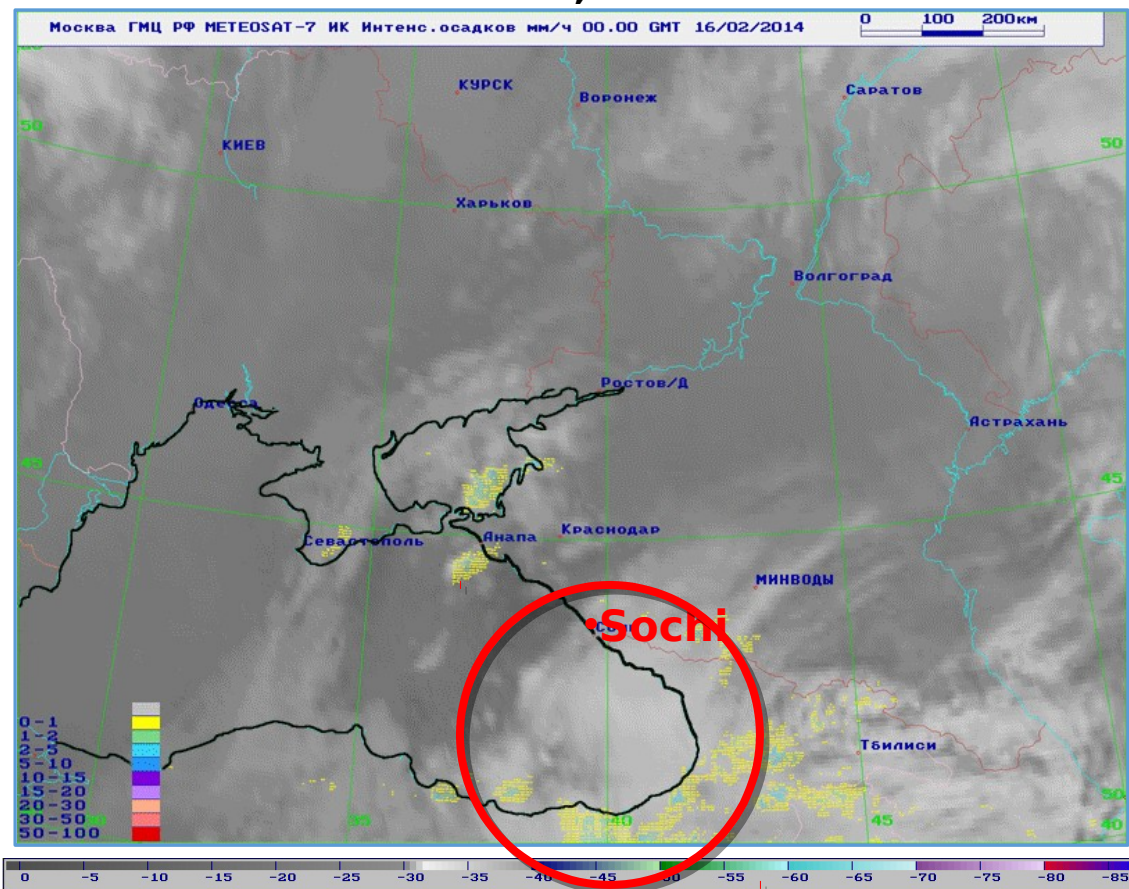 Москва ГМЦ РФ METEOSAT-7 ИК Интенс.осадков мм/ч 00.00 GMT 16/02/2014
0 100 200км
КУРСК
Воронеж
Саратов
50
КИЕВ
50
Харьков
Волгоград
Ростов/Д
Одесса
Астрахань
45
45
Севастополь
Анапа
Краснодар
МИНВОДЫ
•Sochi
Тбилиси
0-1
1-2
2-5
5-10
10-15
15-20
20-30
30-50
50-100
35
40
45
50
40
0 -5 -10 -15 -20 -25 -30 -35 -40 -45 -50 -55 -60 -65 -70 -75 -80 -85